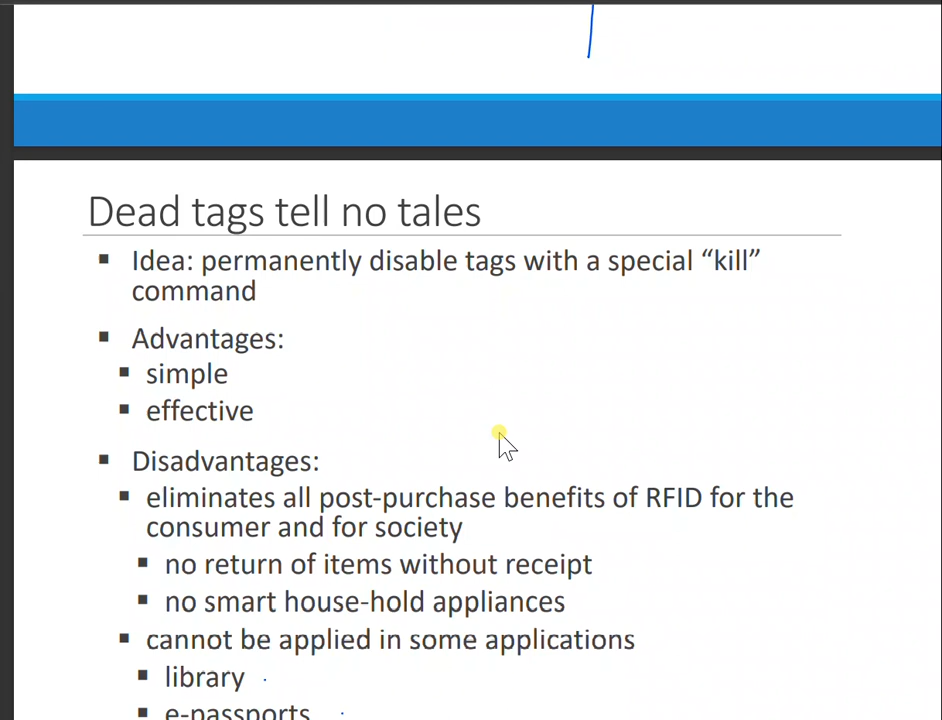 Dead tags tell no tales
Idea: permanently disable tags with a special “kill”
command
Advantages:
simple
effective
Disadvantages:
eliminates all post-purchase benefits of RFID for the
consumer and for society
no return of items without receipt
no smart house-hold appliances
cannot be applied in some applications
library
e-passports